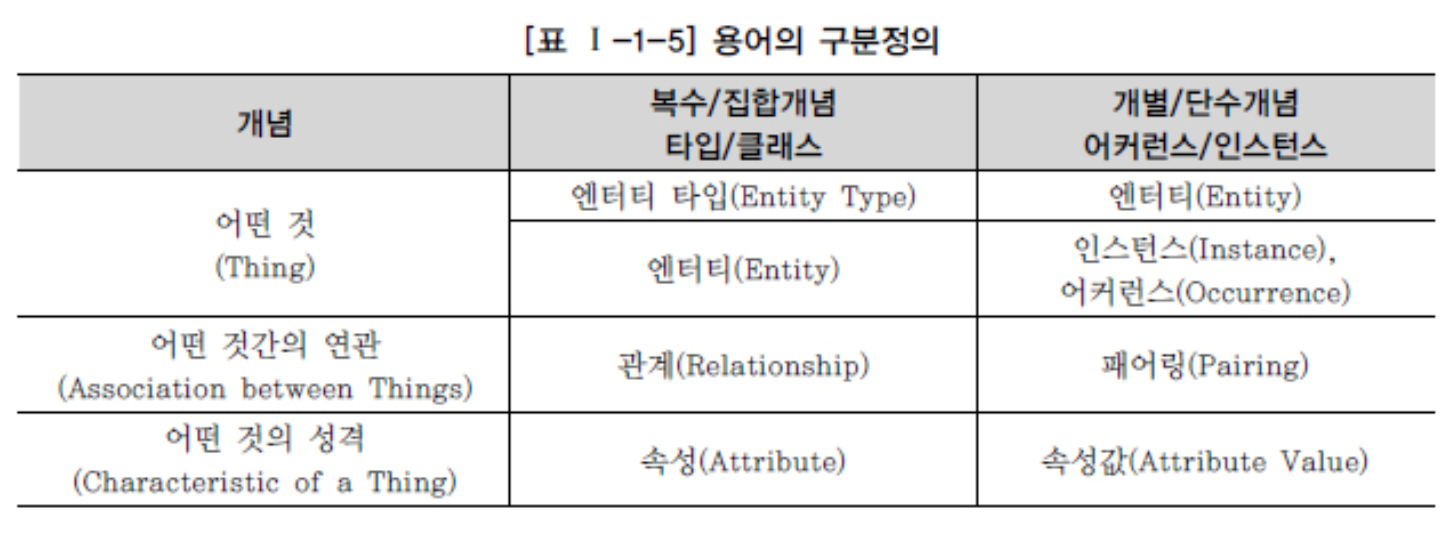 [표 Ⅰ-1-5] 용어의 구분정의
개념
복수/집합개념
타입/클래스
개별/단수개념
어커런스/인스턴스
어떤 것
(Thing)
엔터티 타입(Entity Type)
엔터티(Entity)
엔터티(Entity)
인스턴스(Instance),
어커런스(Occurrence)
어떤 것간의 연관
(Association between Things)
관계(Relationship)
패어링(Pairing)
어떤 것의 성격
(Characteristic of a Thing)
속성(Attribute)
속성값(Attribute Value)